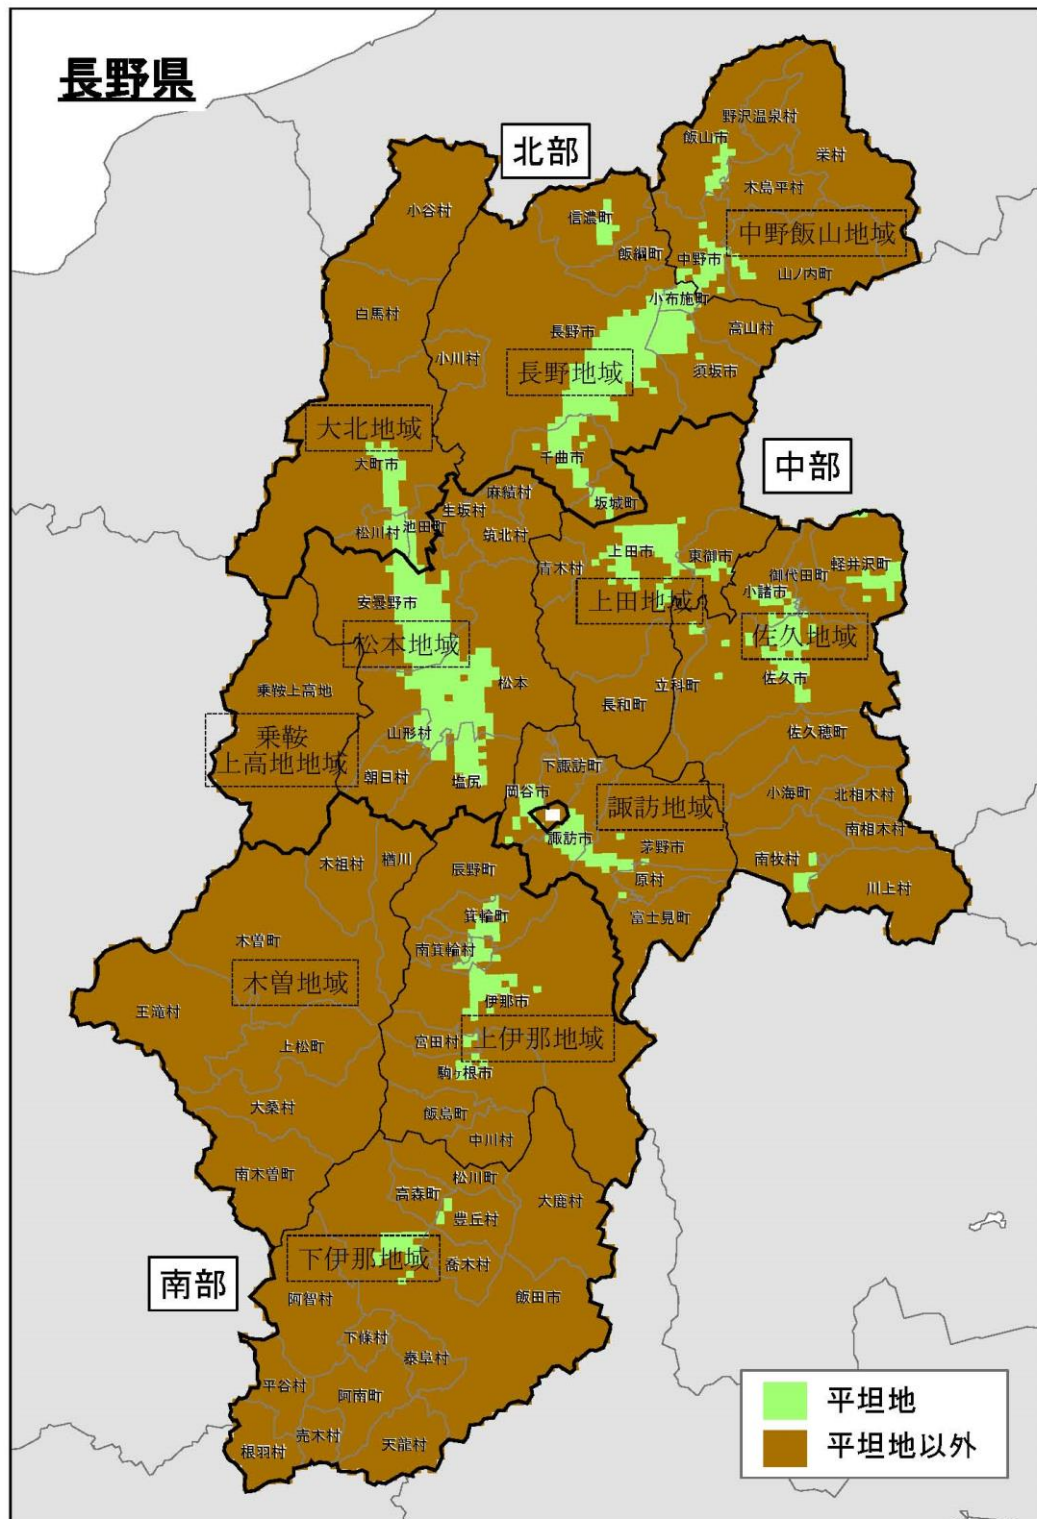 長野県
北部
野沢温泉村
飯山市
栄村
木島平村
小谷村
信濃町
中野飯山地域
飯綱町
中野市
山ノ内町
小布施町
白馬村
長野市
高山村
小川村
長野地域
須坂市
大北地域
中部
大町市
千曲市
麻績村
坂城町
生坂村
池田町
松川村
筑北村
上田市
東御市
青木村
軽井沢町
御代田町
小諸市
上田地域
安曇野市
松本地域
佐久地域
松本
佐久市
立科町
乗鞍上高地
長和町
山形村
佐久穂町
乗鞍
上高地地域
朝日村
塩尻
下諏訪町
岡谷市
諏訪地域
小海町
北相木村
南相木村
諏訪市
茅野市
木祖村
楢川
辰野町
原村
南牧村
川上村
富士見町
箕輪町
木曽町
南箕輪村
木曽地域
伊那市
王滝村
上伊那地域
宮田村
上松町
駒ヶ根市
大桑村
飯島町
中川村
南木曽町
松川町
高森町
大鹿村
豊丘村
下伊那地域
喬木村
南部
阿智村
飯田市
下條村
泰阜村
平谷村
阿南町
売木村
天龍村
根羽村
平坦地
平坦地以外